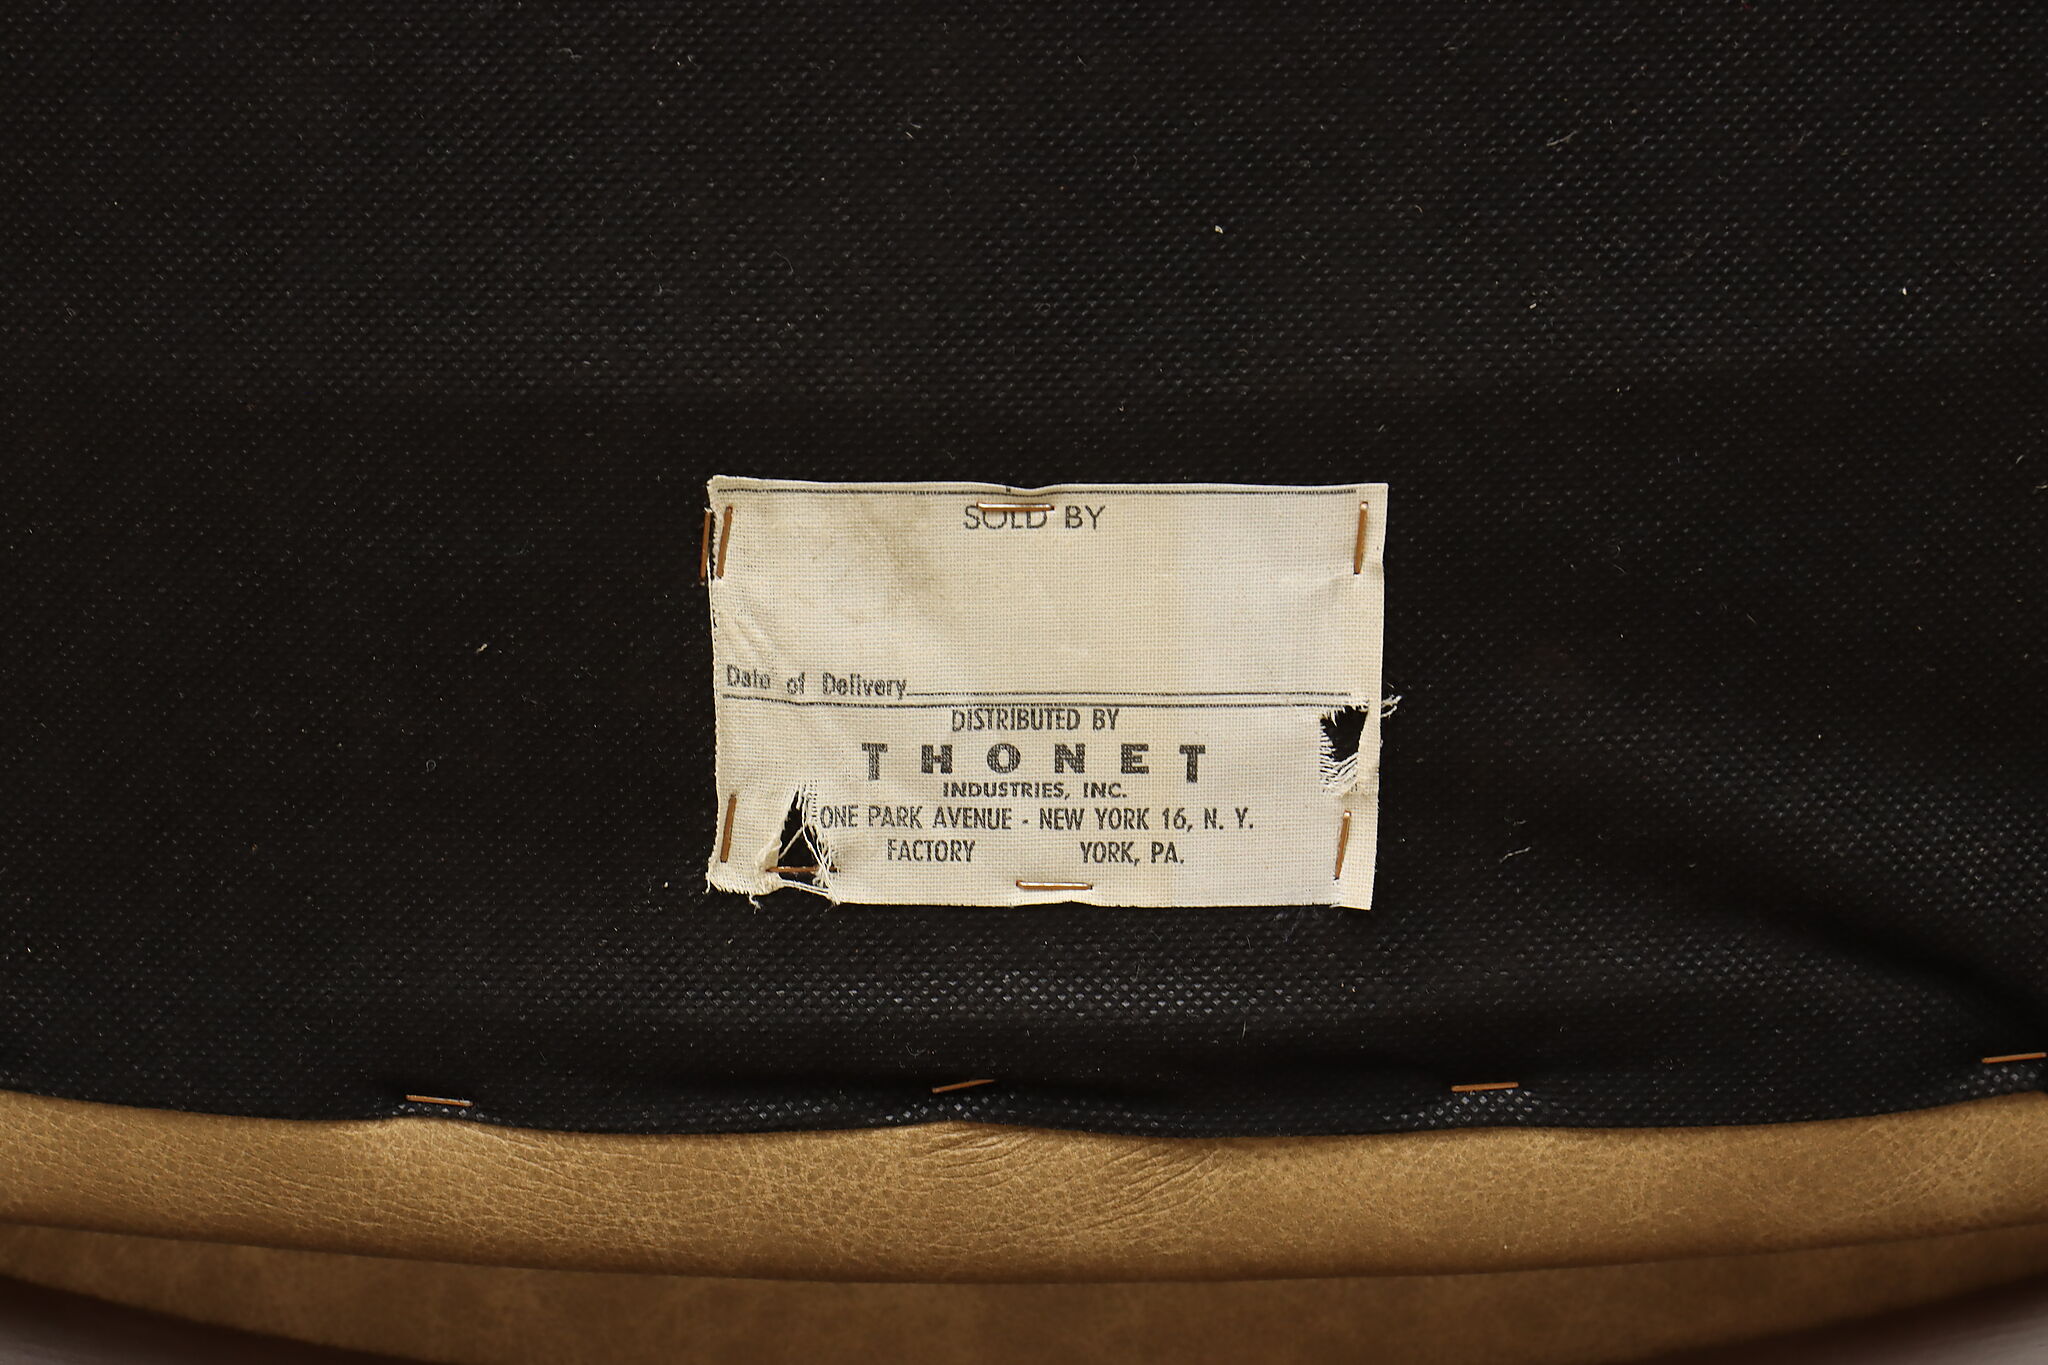 SOLD BY
Date of Delivery
DISTRIBUTED BY
THONET
INDUSTRIES, INC.
ONE PARK AVENUE - NEW YORK 16, N. Y.
FACTORY YORK, PA.